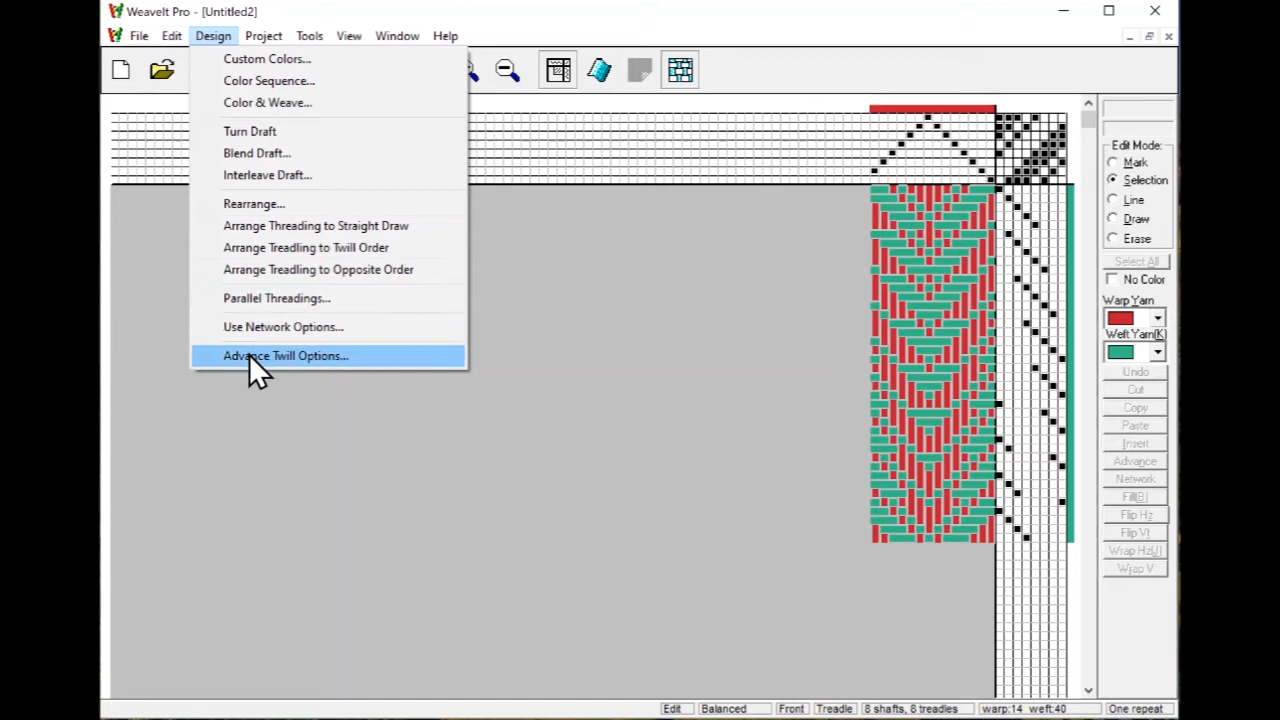 WeaveIt Pro - [Untitled2]
File Edit Design Project Tools View Window Help
Custom Colors...
Color Sequence...
Color & Weave...
Turn Draft
Blend Draft...
Interleave Draft...
Rearrange...
Arrange Threading to Straight Draw
Arrange Treadling to Twill Order
Arrange Treadling to Opposite Order
Parallel Threadings...
Use Network Options...
Advance Twill Options...
Edit Mode:
Mark
Selection
Line
Draw
Erase
Select All
No Color
Warp Yarn
Weft Yarn(K)
Undo
Cut
Copy
Paste
Insert
Advance
Network
Fill(B)
Flip Hz
Flip Vt
Wrap Hz(J)
Wrap V
Edit Balanced Front Treadle 8 shafts, 8 treadles warp:14 weft:40 One repeat